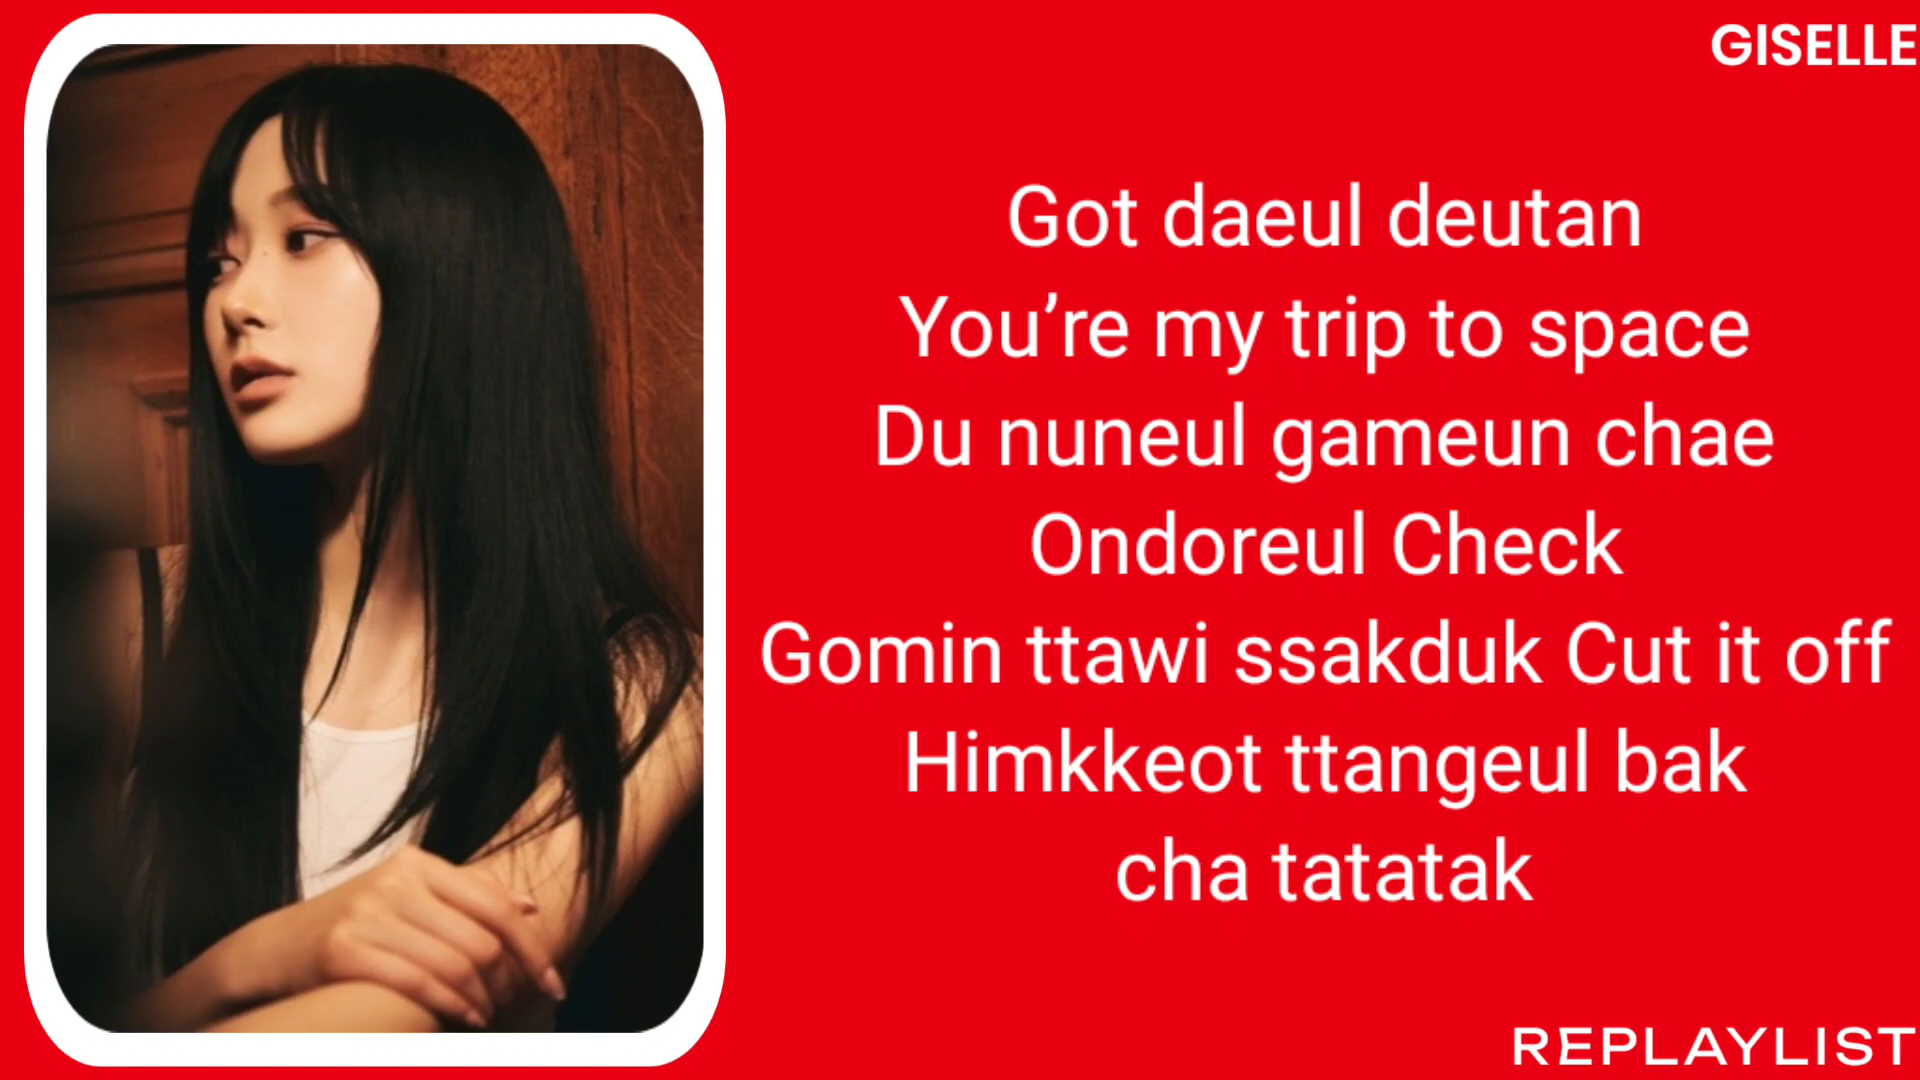 GISELLE
Got daeul deutan
You’re my trip to space
Du nuneul gameun chae
Ondoreul Check
Gomin ttawi ssakduk Cut it off
Himkkeot ttangeul bak
cha tatatak
REPLAYLIST